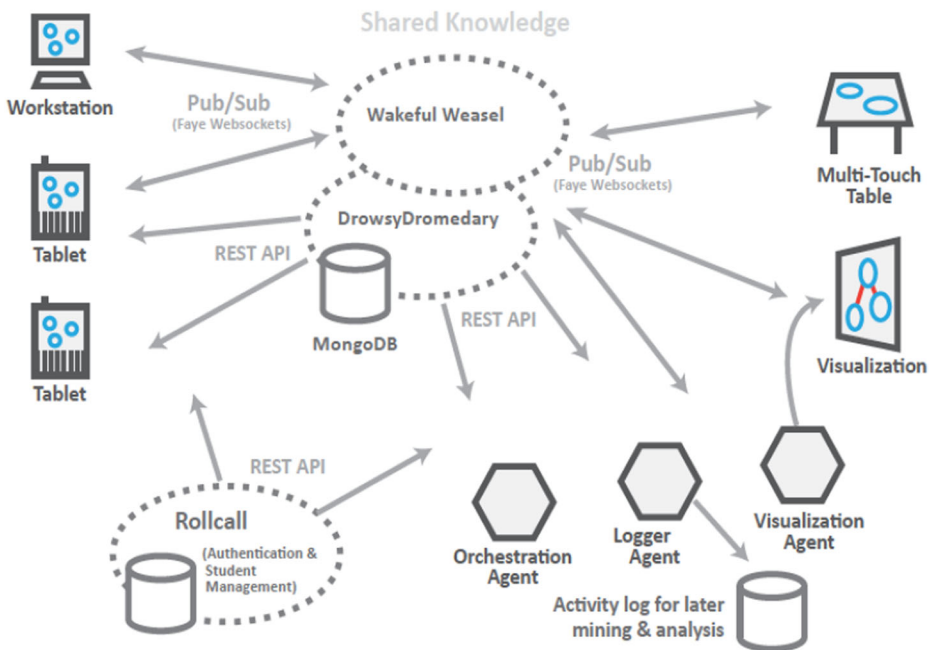 Shared Knowledge
Workstation
Pub/Sub
(Faye Websockets)
Wakeful Weasel
Pub/Sub
(Faye Websockets)
Multi-Touch
Table
Tablet
REST API
DrowsyDromedary
MongoDB
REST API
Tablet
Visualization
REST API
Rollcall
(Authentication &
Student
Management)
Orchestration
Agent
Logger
Agent
Visualization
Agent
Activity log for later
mining & analysis